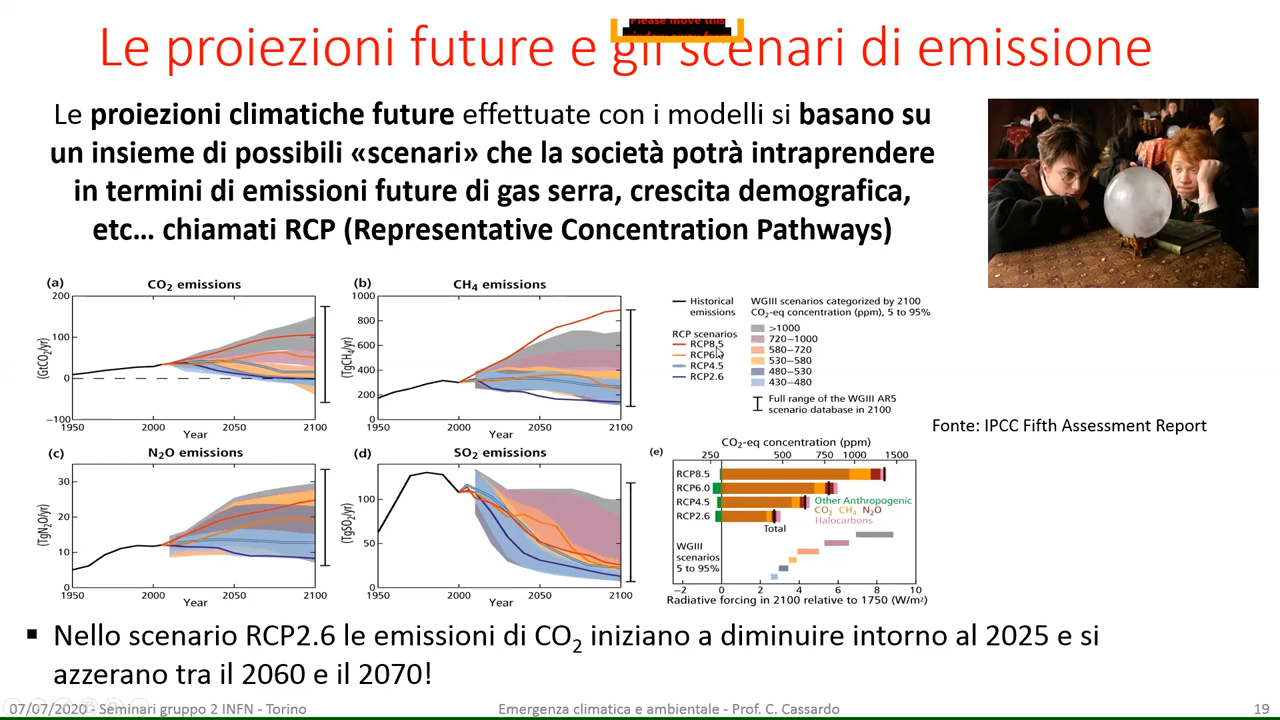 Please move this
Le proiezioni future e gli scenari di emissione
Le proiezioni climatiche future effettuate con i modelli si basano su
un insieme di possibili «scenari» che la società potrà intraprendere
in termini di emissioni future di gas serra, crescita demografica,
etc… chiamati RCP (Representative Concentration Pathways)
(a) CO2 emissions
200
100
0
−100
(GtCO2/yr)
1950 2000 2050 2100
Year
(b) CH4 emissions
1000
800
600
400
200
0
(TgCH4/yr)
1950 2000 2050 2100
Year
Historical
emissions
RCP scenarios
RCP8.5
RCP6.
RCP4.5
RCP2.6
WGIII scenarios categorized by 2100
CO2-eq concentration (ppm), 5 to 95%
>1000
720−1000
580−720
530−580
480−530
430−480
Full range of the WGIII AR5
scenario database in 2100
Fonte: IPCC Fifth Assessment Report
(c) N2O emissions
30
20
10
0
(TgN2O/yr)
1950 2000 2050 2100
Year
(d) SO2 emissions
100
50
0
(TgSO2/yr)
1950 2000 2050 2100
Year
(e) CO2-eq concentration (ppm)
250 500 750 1000 1500
RCP8.5
RCP6.0
RCP4.5
RCP2.6
Other Anthropogenic
CO2 CH4 N2O
Halocarbons
Total
WGIII
scenarios
5 to 95%
−2 0 2 4 6 8 10
Radiative forcing in 2100 relative to 1750 (W/m2)
▪ Nello scenario RCP2.6 le emissioni di CO2 iniziano a diminuire intorno al 2025 e si
azzerano tra il 2060 e il 2070!
07/07/2020 - Seminari gruppo 2 INFN - Torino Emergenza climatica e ambientale - Prof. C. Cassardo 19